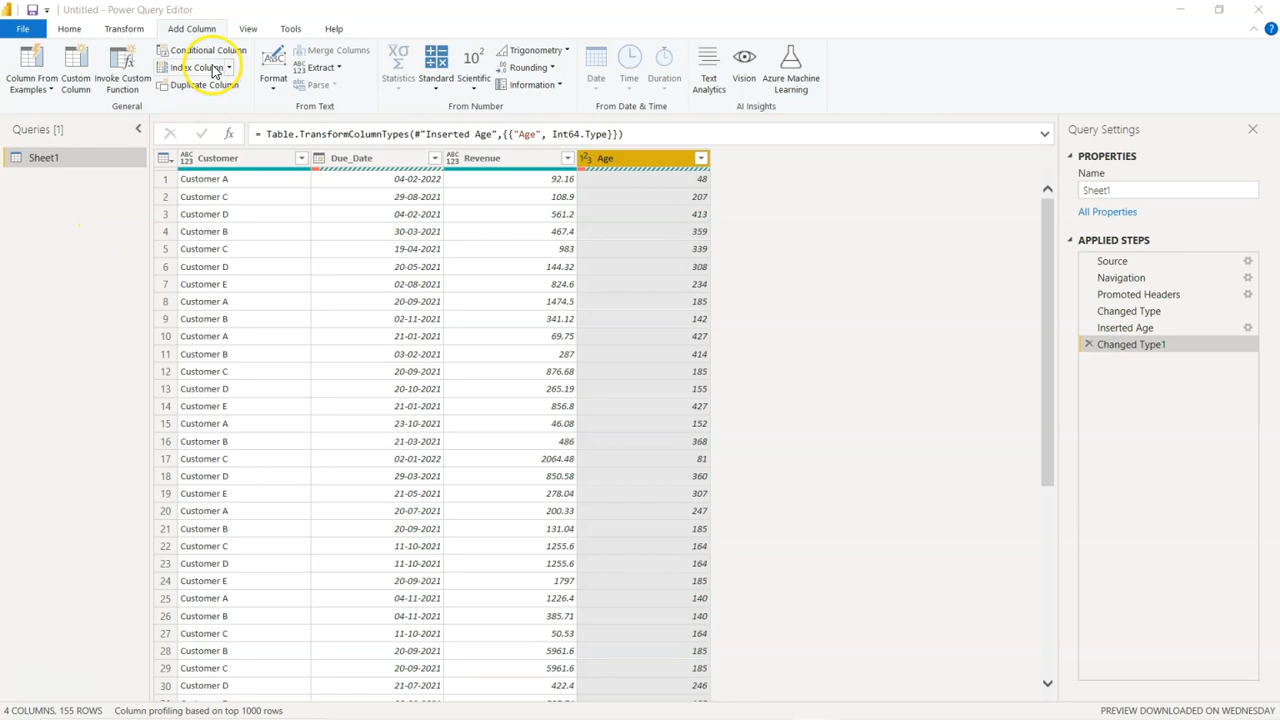 Untitled - Power Query Editor
File Home Transform Add Column View Tools Help
Column From Examples
Custom Column
Invoke Custom Function
Conditional Column
Index Column
Duplicate Column
General
Format
Merge Columns
Extract
Parse
From Text
Statistics
Standard
Scientific
Trigonometry
Rounding
Information
From Number
Date
Time
Duration
From Date & Time
Text Analytics
Vision
Azure Machine Learning
AI Insights
Queries [1]
Sheet1
= Table.TransformColumnTypes(#"Inserted Age",{{"Age", Int64.Type}})
Customer Due_Date Revenue Age
1 Customer A 04-02-2022 92.16 48
2 Customer C 29-08-2021 108.9 207
3 Customer D 04-02-2021 561.2 413
4 Customer B 30-03-2021 467.4 359
5 Customer C 19-04-2021 983 339
6 Customer D 20-05-2021 144.32 308
7 Customer E 02-08-2021 824.6 234
8 Customer A 20-09-2021 1474.5 185
9 Customer B 02-11-2021 341.12 142
10 Customer A 21-01-2021 69.75 427
11 Customer B 03-02-2021 287 414
12 Customer C 20-09-2021 876.68 185
13 Customer D 20-10-2021 265.19 155
14 Customer E 21-01-2021 856.8 427
15 Customer A 23-10-2021 46.08 152
16 Customer B 21-03-2021 486 368
17 Customer C 02-01-2022 2064.48 81
18 Customer D 29-03-2021 850.58 360
19 Customer E 21-05-2021 278.04 307
20 Customer A 20-07-2021 200.33 247
21 Customer B 20-09-2021 131.04 185
22 Customer C 11-10-2021 1255.6 164
23 Customer D 11-10-2021 1255.6 164
24 Customer E 20-09-2021 1797 185
25 Customer A 04-11-2021 1226.4 140
26 Customer B 04-11-2021 385.71 140
27 Customer C 11-10-2021 50.53 164
28 Customer B 20-09-2021 5961.6 185
29 Customer C 20-09-2021 5961.6 185
30 Customer D 21-07-2021 422.4 246
Query Settings
PROPERTIES
Name
Sheet1
All Properties
APPLIED STEPS
Source
Navigation
Promoted Headers
Changed Type
Inserted Age
Changed Type1
4 COLUMNS, 155 ROWS Column profiling based on top 1000 rows
PREVIEW DOWNLOADED ON WEDNESDAY